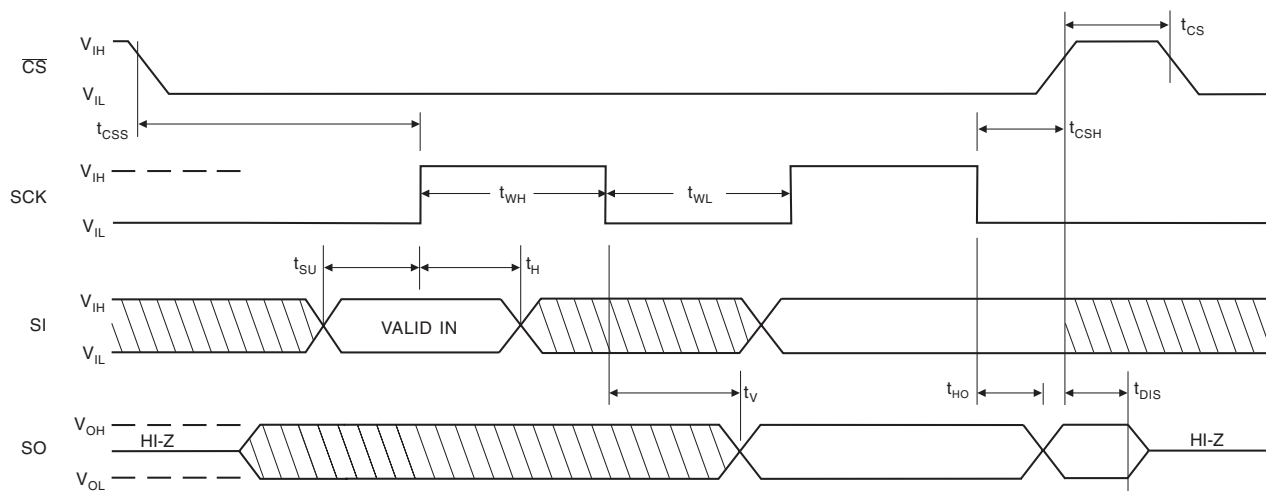 V_IH
t_CS
C̅S̅
V_IL
t_CSS
t_CSH
V_IH
SCK
t_WH
t_WL
V_IL
t_SU
t_H
V_IH
SI
VALID IN
V_IL
t_V
t_HO
t_DIS
V_OH
SO
HI-Z
HI-Z
V_OL